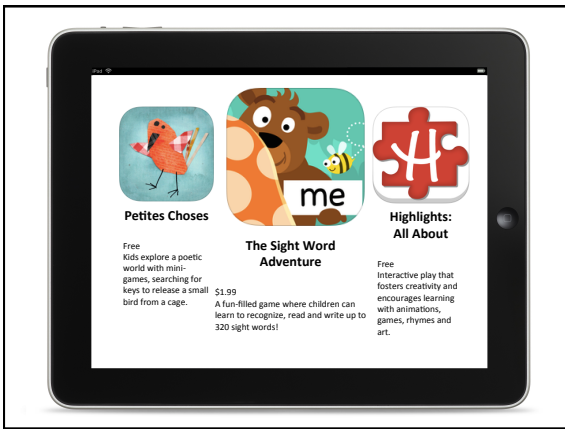 iPad
Petites Choses
Free
Kids explore a poetic
world with mini-
games, searching for
keys to release a small
bird from a cage.
me
The Sight Word
Adventure
$1.99
A fun-filled game where children can
learn to recognize, read and write up to
320 sight words!
H
Highlights:
All About
Free
Interactive play that
fosters creativity and
encourages learning
with animations,
games, rhymes and
art.